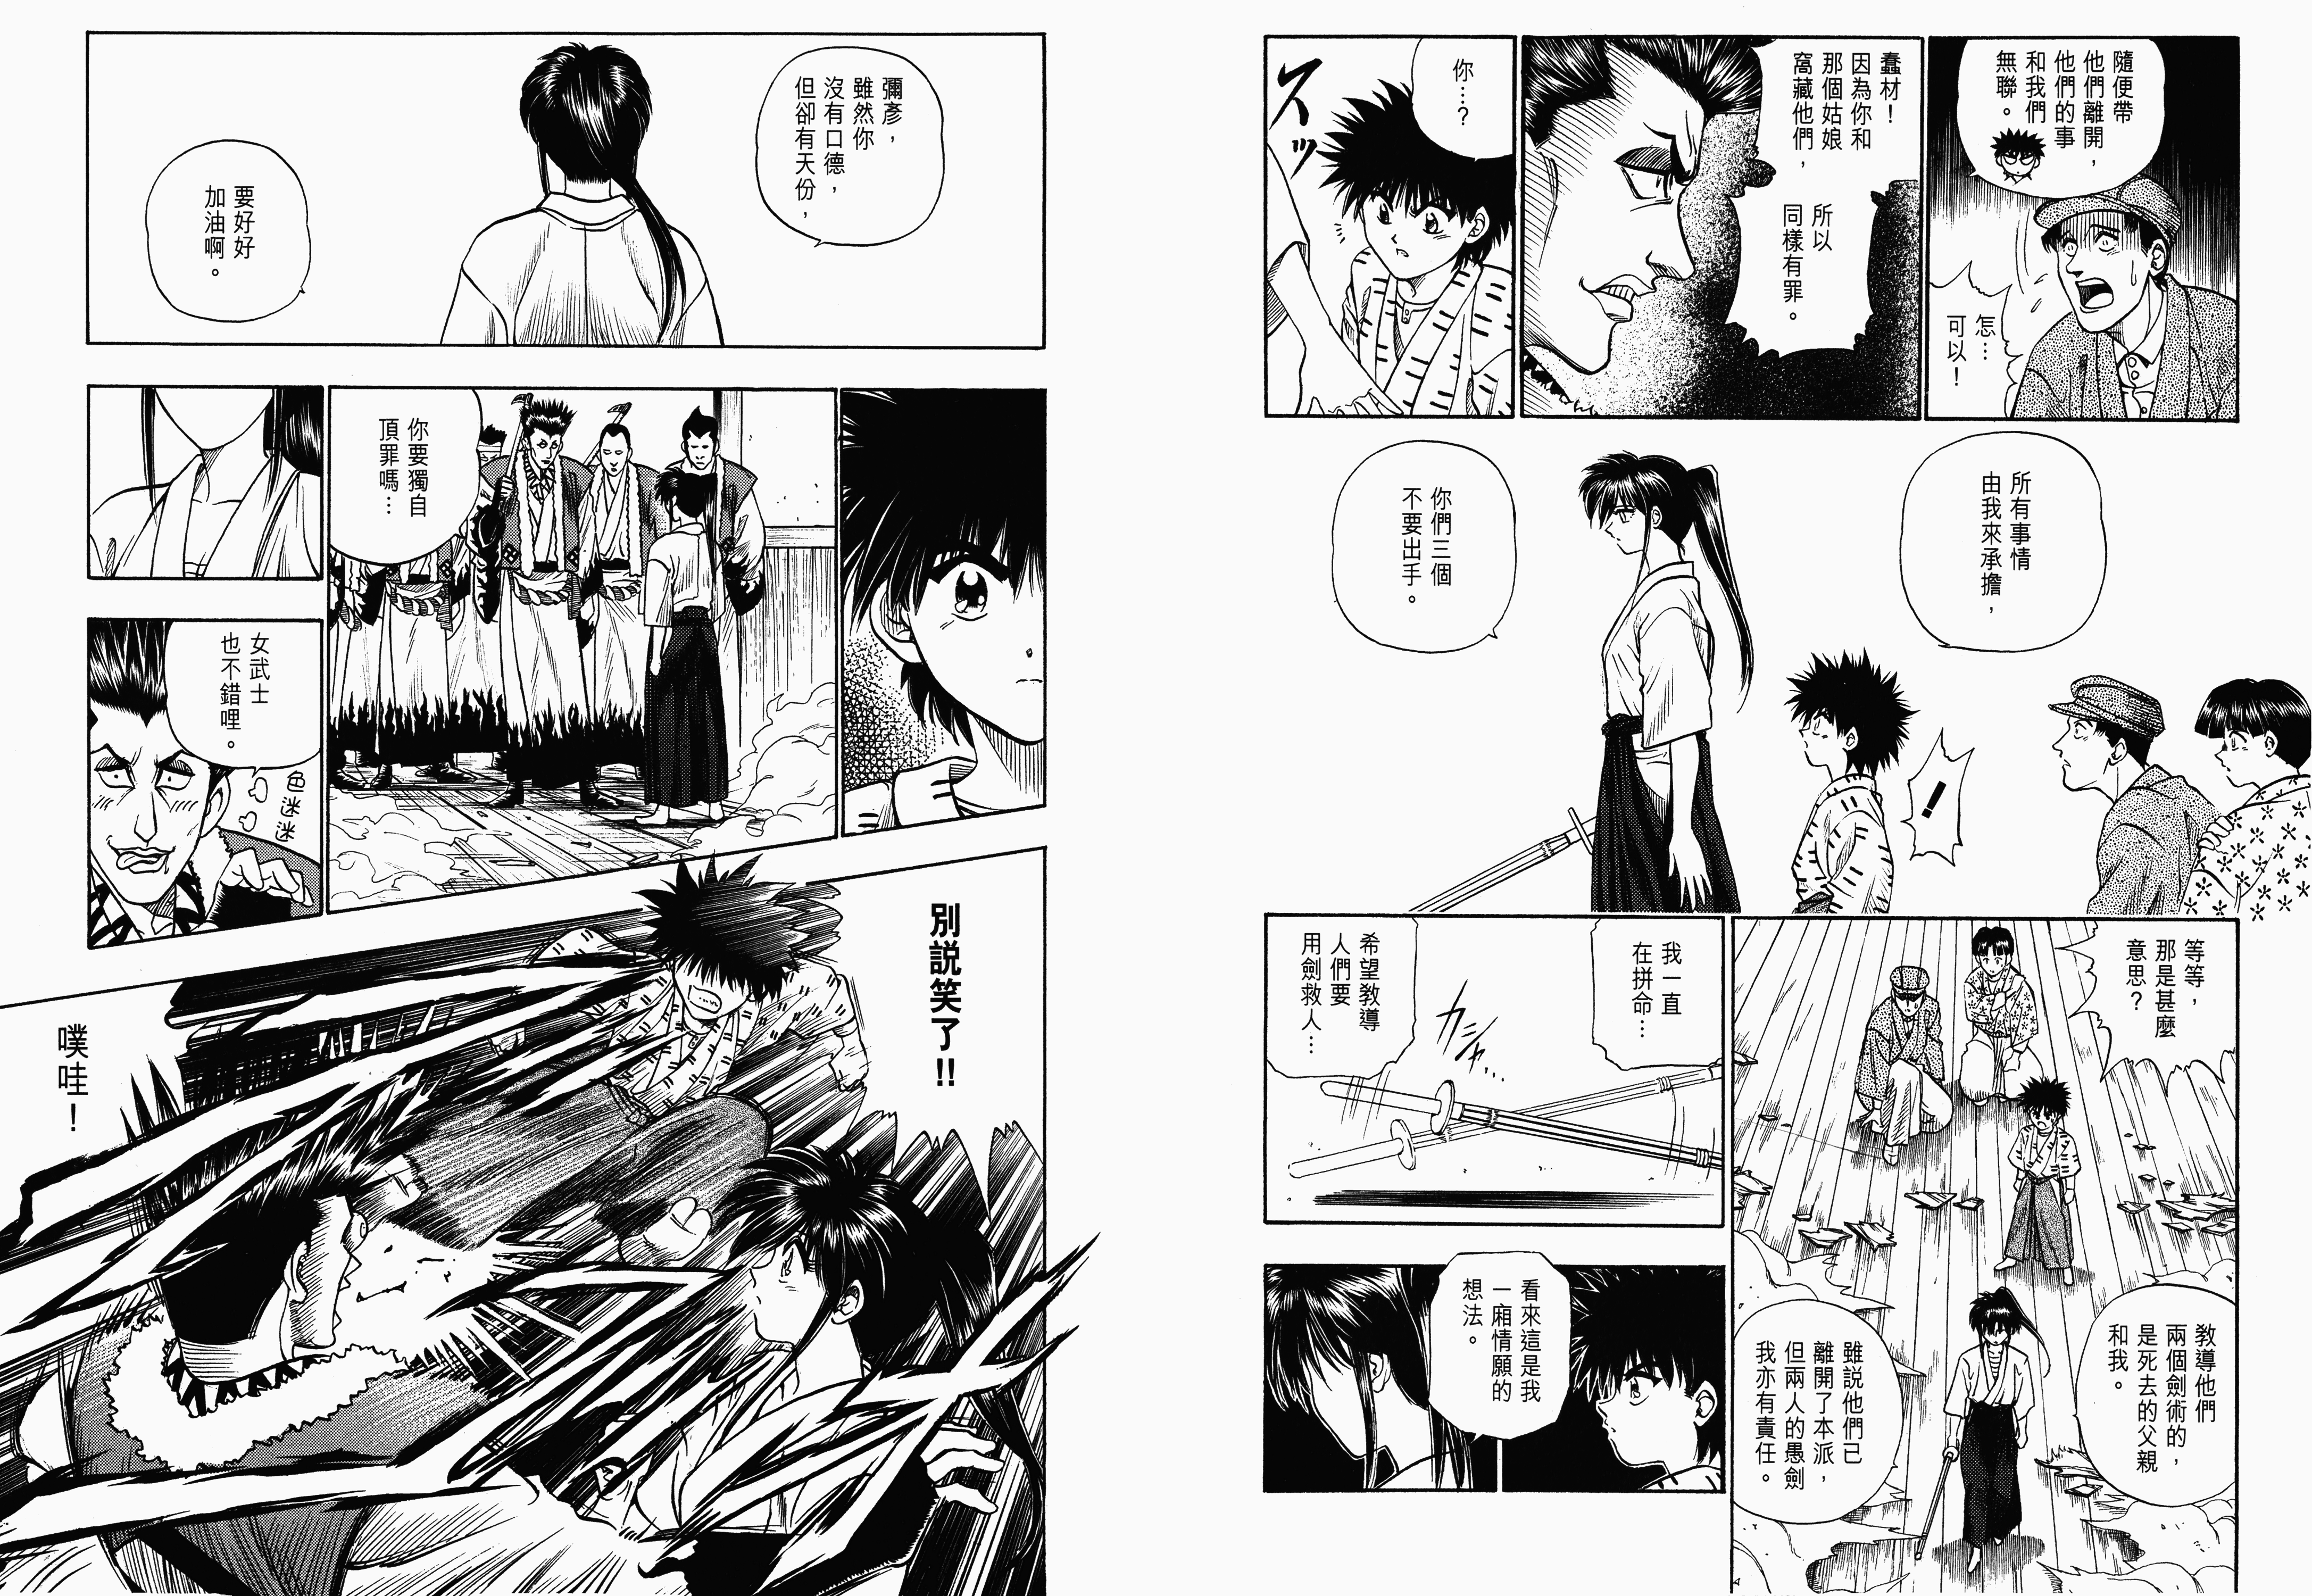 隨便帶
他們離開，
他們的事
和我們
無聯。
怎…
可以！
蠢材！
因為你和
那個姑娘
窩藏他們，
所以
同樣有罪。
你…？
スッ
所有事情
由我來承擔，
！
你們三個
不要出手。
等等，
那是甚麼
意思？
教導他們
兩個劍術的，
是死去的父親
和我。
雖説他們已
離開了本派，
但兩人的愚劍
我亦有責任。
我一直
在拼命…
カシャ…
希望教導
人們要
用劍救人…
看來這是我
一廂情願的
想法。
彌彥，
雖然你
沒有口德，
但卻有天份，
要好好
加油啊。
你要獨自
頂罪嗎…
女武士
也不錯哩。
色迷迷
別説笑了!!
噗哇！